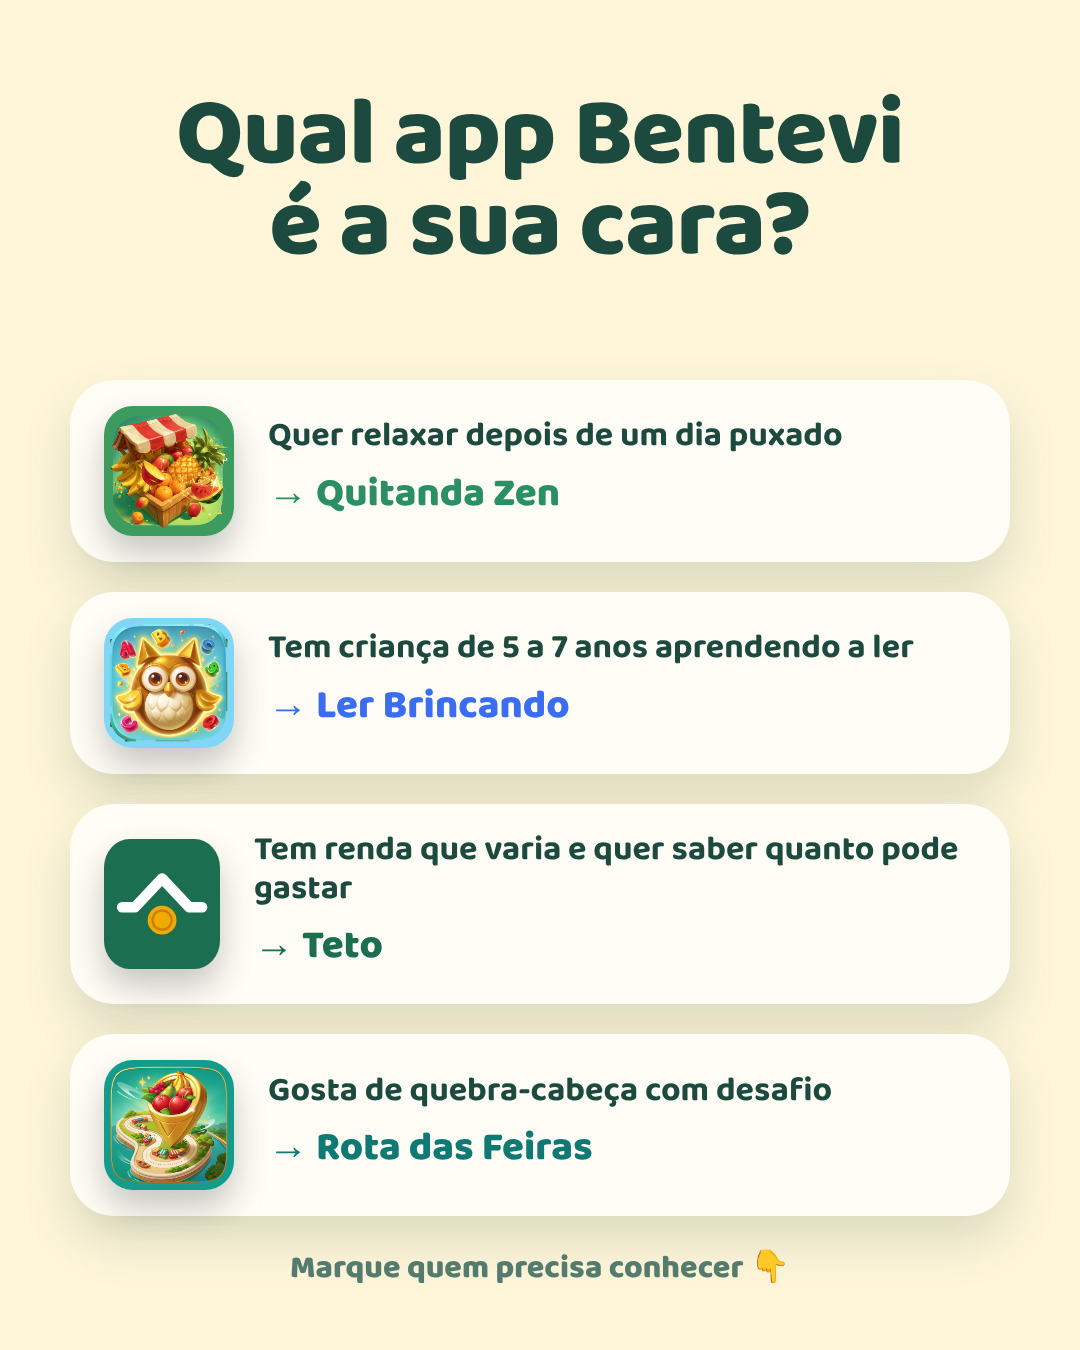 Qual app Bentevi
é a sua cara?
Quer relaxar depois de um dia puxado
→ Quitanda Zen
Tem criança de 5 a 7 anos aprendendo a ler
→ Ler Brincando
Tem renda que varia e quer saber quanto pode
gastar
→ Teto
Gosta de quebra-cabeça com desafio
→ Rota das Feiras
Marque quem precisa conhecer 👇